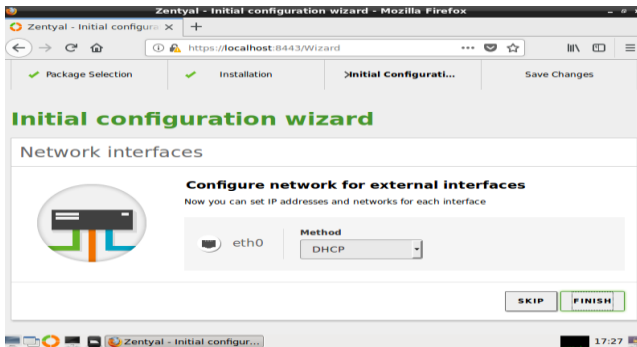 Zentyal - Initial configuration wizard - Mozilla Firefox
Zentyal - Initial configura
https://localhost:8443/Wizard
Package Selection
Installation
Initial Configurati...
Save Changes
Initial configuration wizard
Network interfaces
Configure network for external interfaces
Now you can set IP addresses and networks for each interface
eth0
Method
DHCP
SKIP
FINISH
Zentyal - Initial configur...
17:27